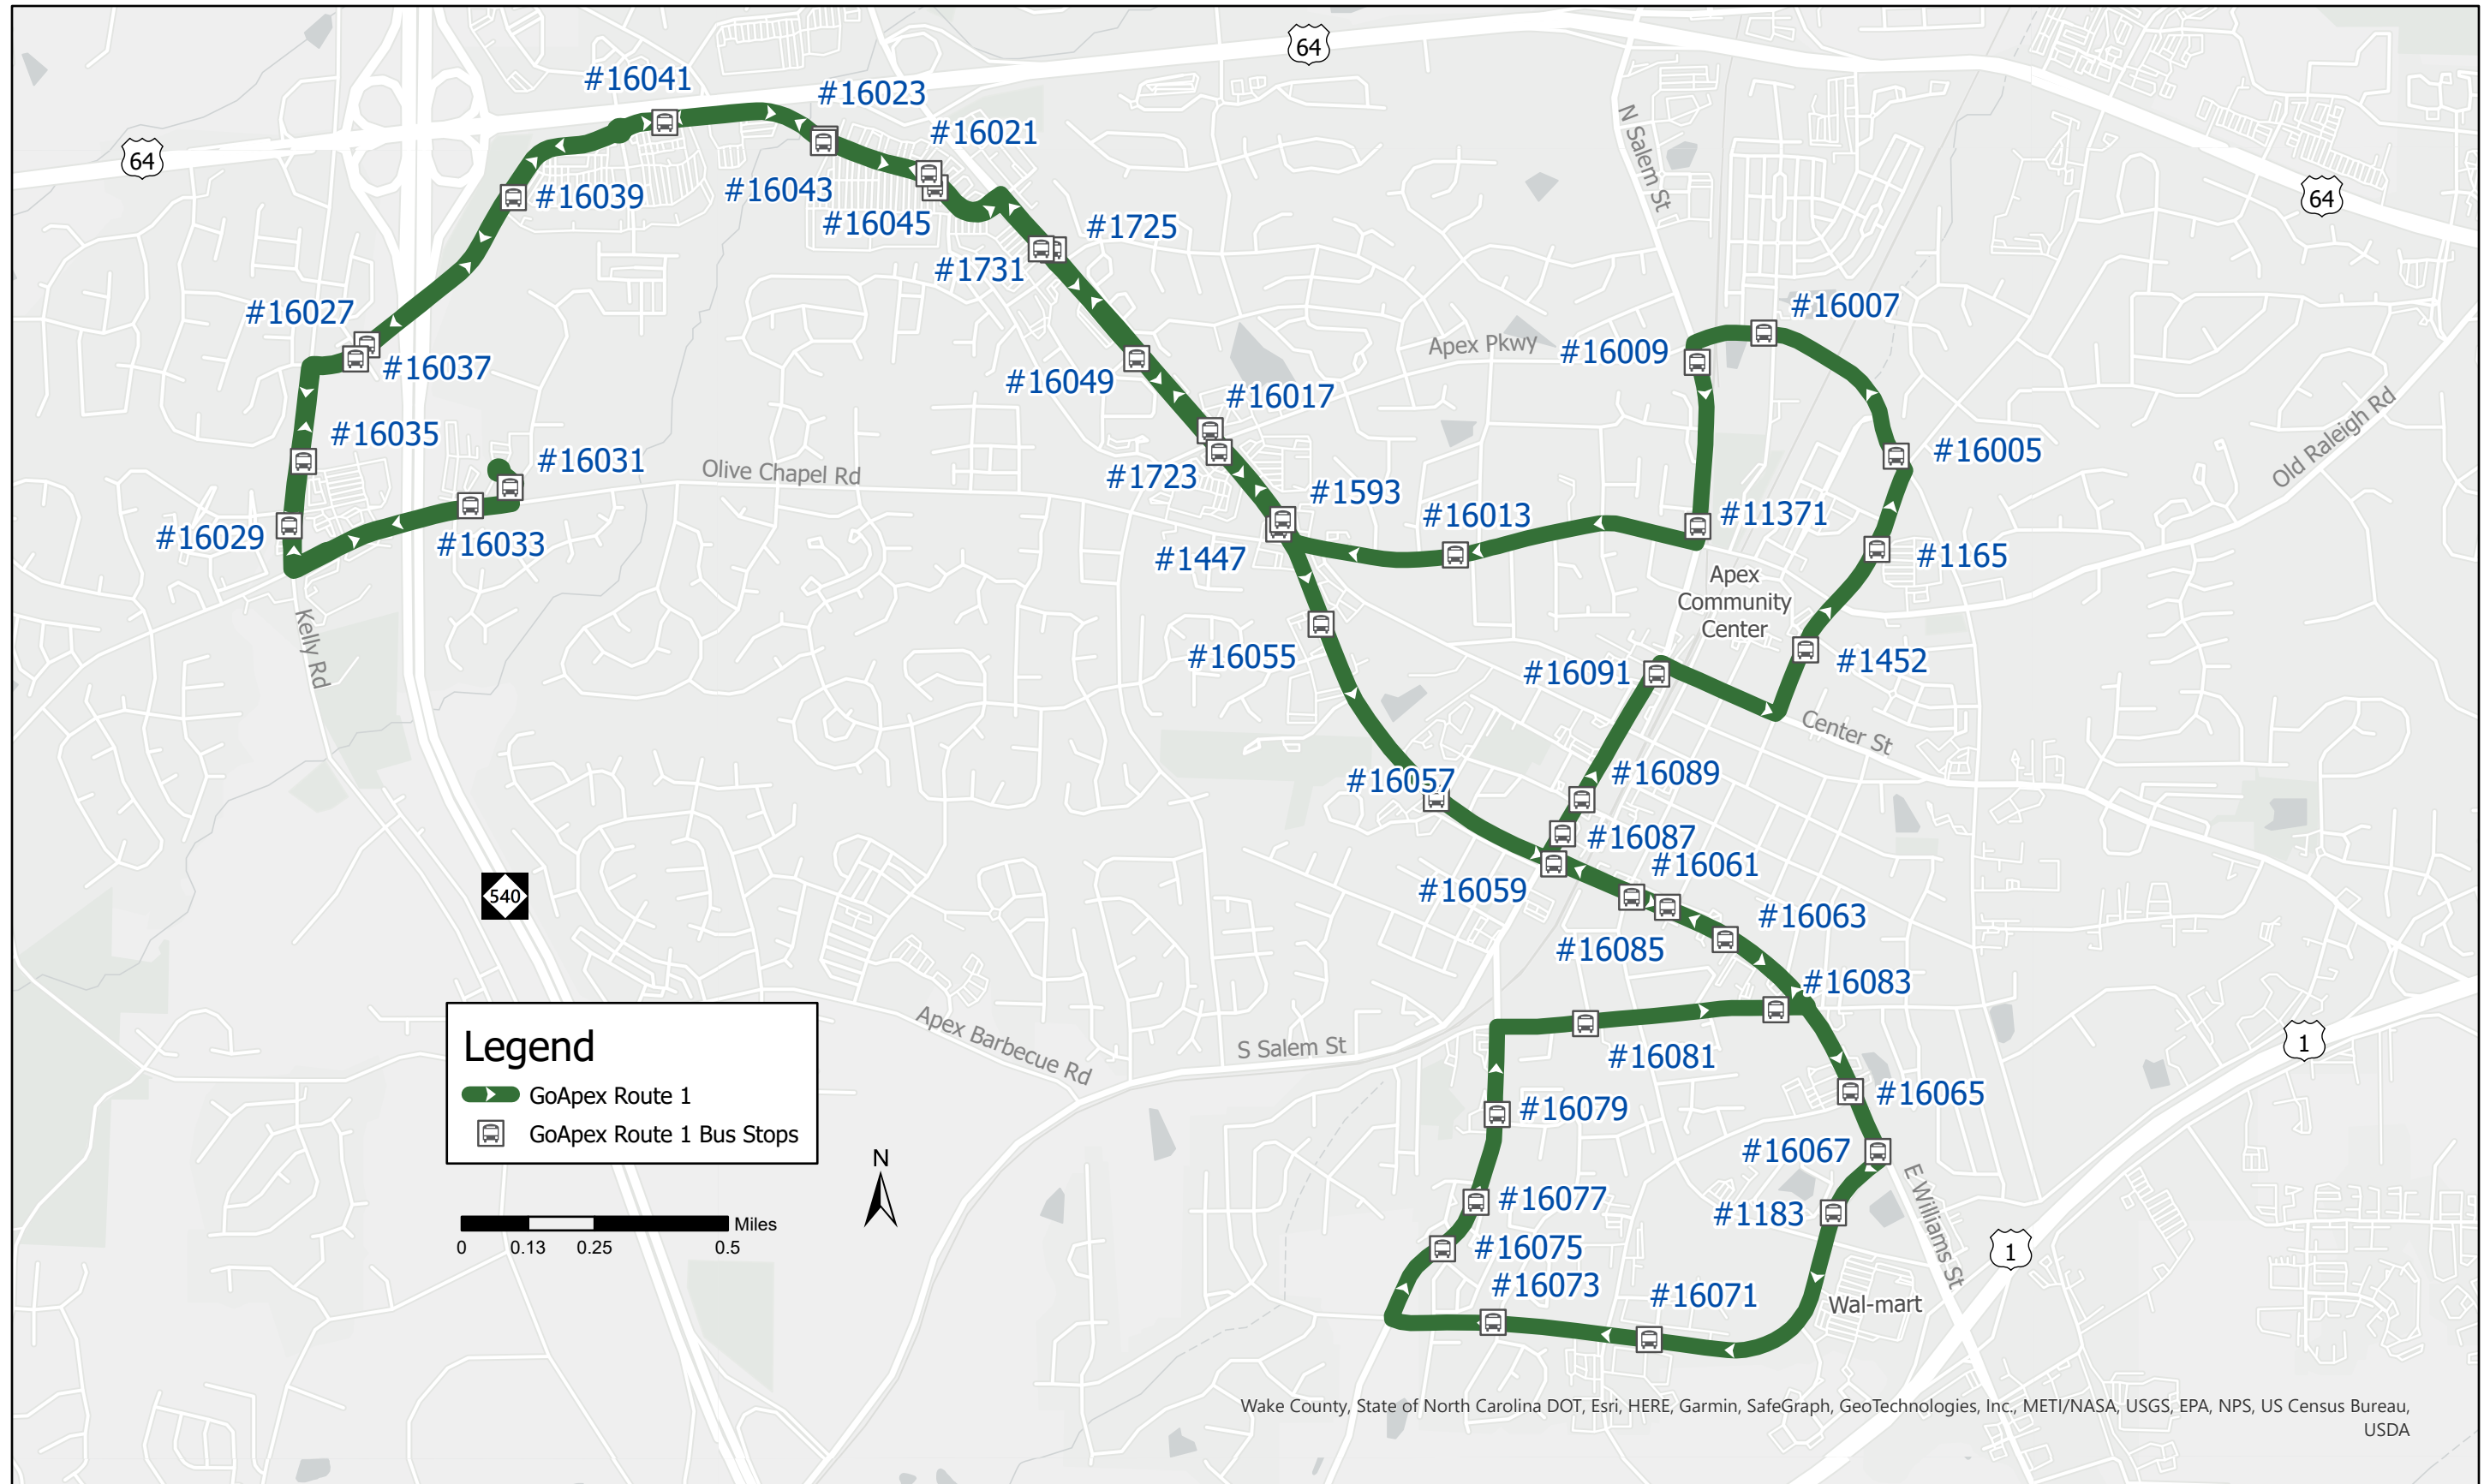 64
#16041
#16023
N Salem St
#16021
64
#16039
#16043
64
#16045
#1725
#1731
#16027
#16007
Apex Pkwy
#16009
#16037
#16049
#16017
Old Raleigh Rd
#16035
#16031
#16005
Olive Chapel Rd
#1723
#1593
#16013
#11371
#16029
#16033
#1447
#1165
Apex
Community
Center
Kelly Rd
#16055
#16091
#1452
Center St
#16057
#16089
#16087
#16061
540
#16059
#16063
#16085
#16083
Apex Barbecue Rd
S Salem St
1
#16081
#16065
#16079
#16067
E Williams St
#16077
#1183
1
#16075
#16073
#16071
Wal-mart
Legend
GoApex Route 1
GoApex Route 1 Bus Stops
N
Miles
0 0.13 0.25 0.5
Wake County, State of North Carolina DOT, Esri, HERE, Garmin, SafeGraph, GeoTechnologies, Inc., METI/NASA, USGS, EPA, NPS, US Census Bureau,
USDA